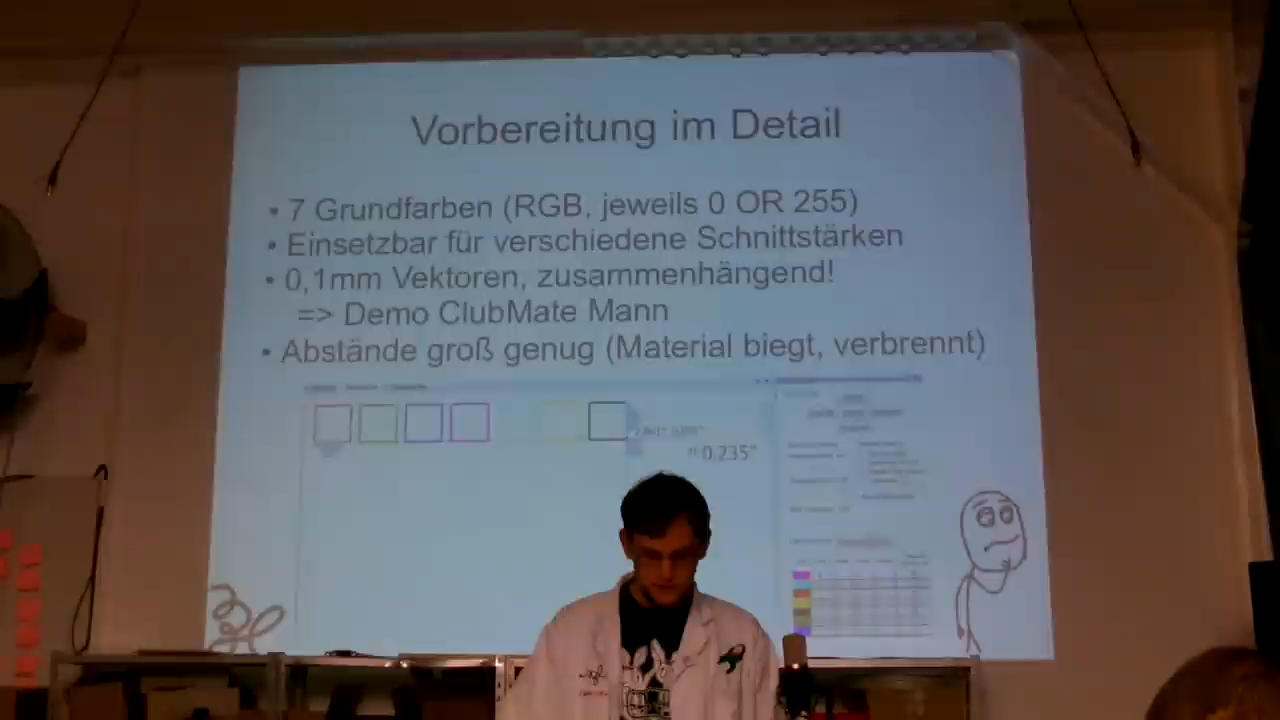 Vorbereitung im Detail
• 7 Grundfarben (RGB, jeweils 0 OR 255)
• Einsetzbar für verschiedene Schnittstärken
• 0,1mm Vektoren, zusammenhängend!
=> Demo ClubMate Mann
• Abstände groß genug (Material biegt, verbrennt)
0,235"